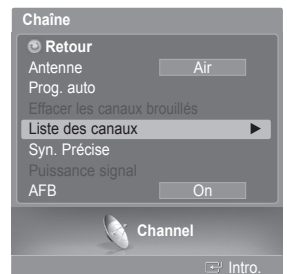 Chaîne
Retour
Antenne Air
Prog. auto
Effacer les canaux brouillés
Liste des canaux
Syn. Précise
Puissance signal
AFB On
Channel
Intro.